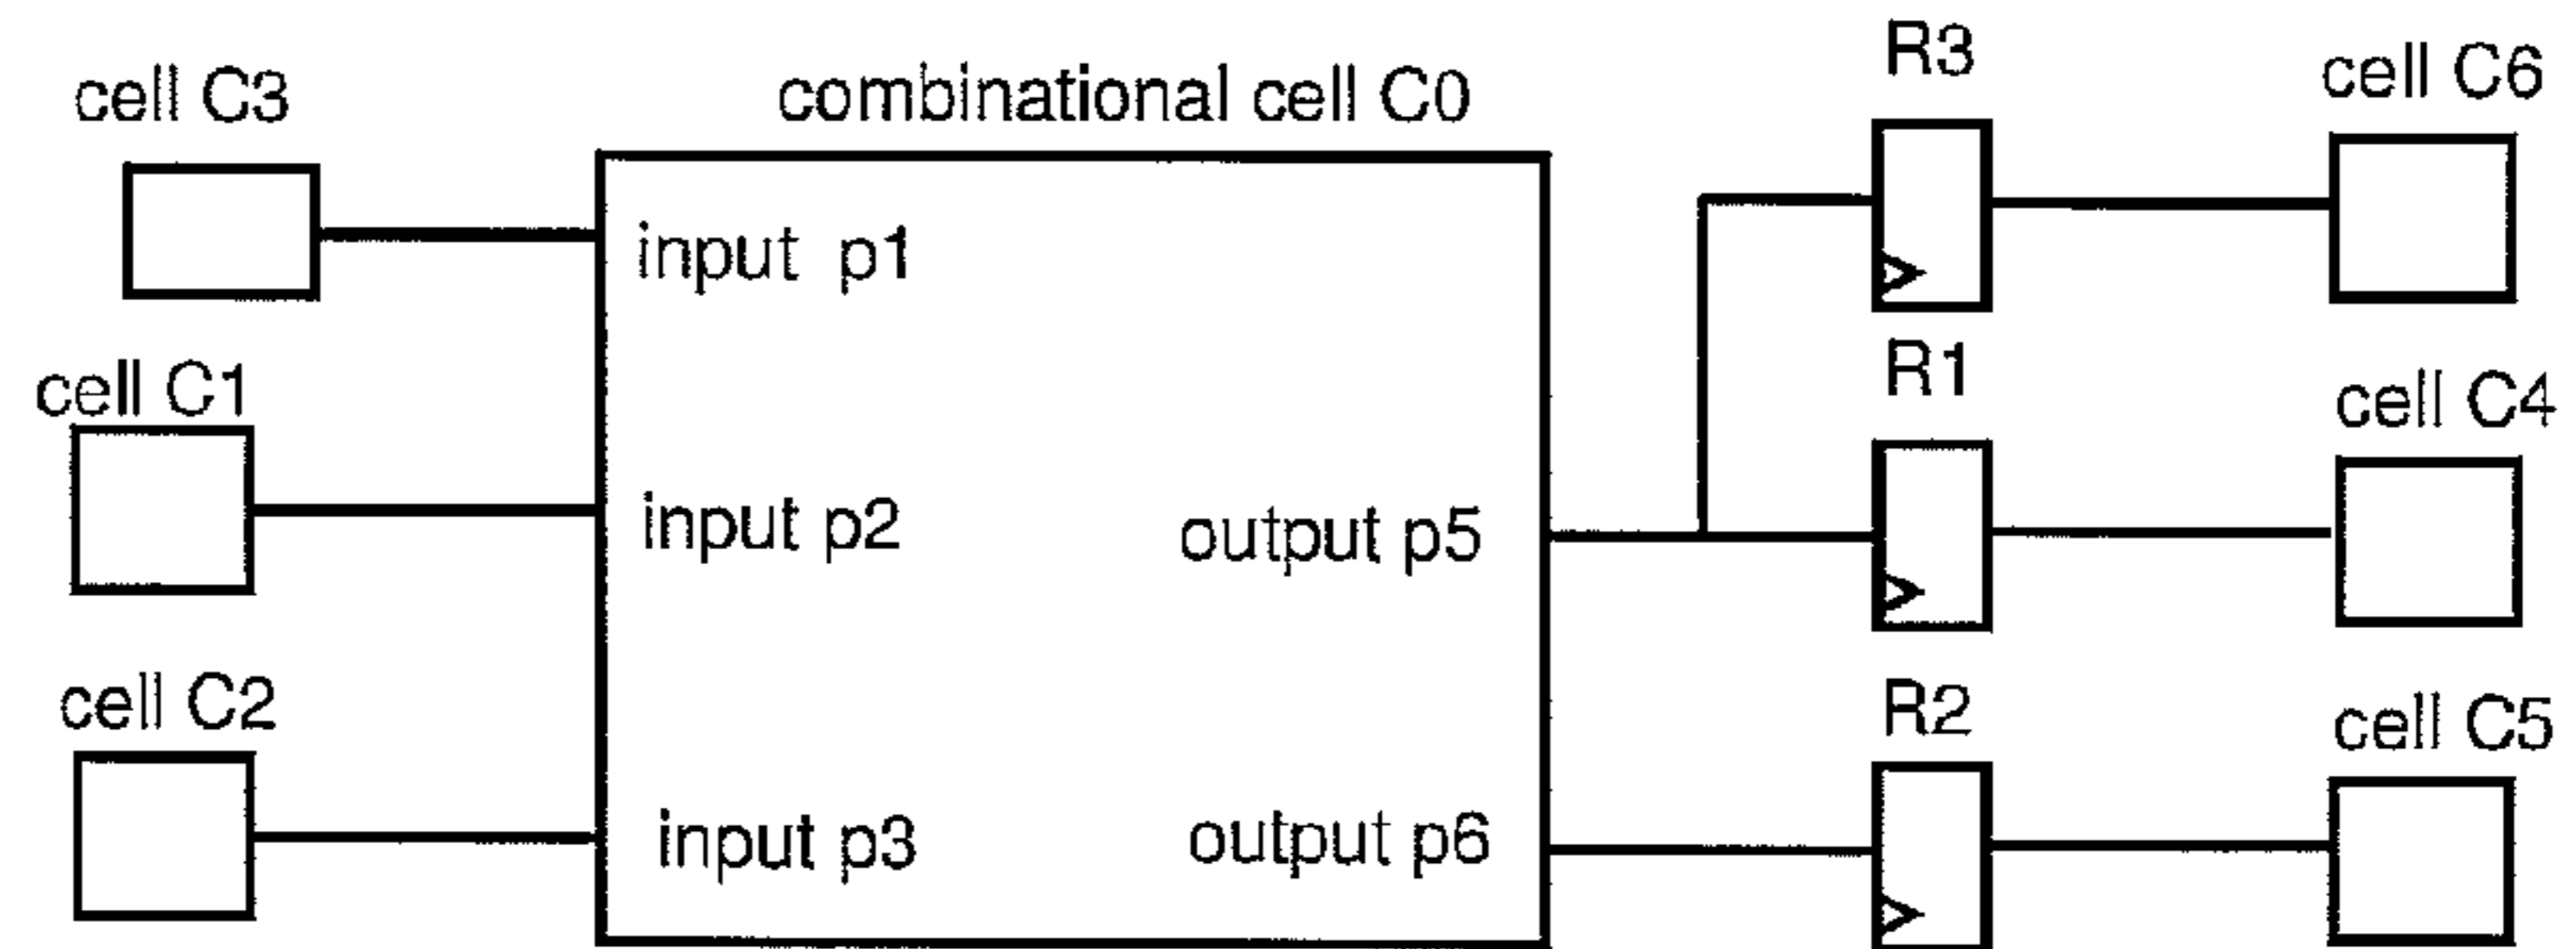 R3
cell C3
combinational cell C0
cell C6
input p1
R1
cell C1
cell C4
input p2
output p5
cell C2
R2
cell C5
input p3
output p6